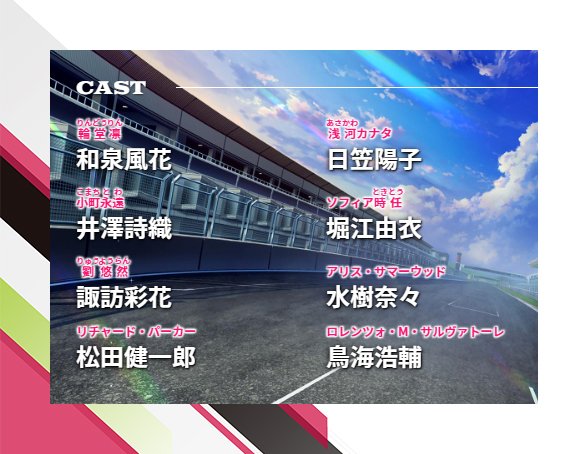 CAST
りんどうりん
輪堂凛
和泉風花
こまちとわ
小町永遠
井澤詩織
りゅうようらん
劉悠然
諏訪彩花
リチャード・パーカー
松田健一郎
あさかわ
浅河カナタ
日笠陽子
ときとう
ソフィア時任
堀江由衣
アリス・サマーウッド
水樹奈々
ロレンツォ・M・サルヴァトーレ
鳥海浩輔